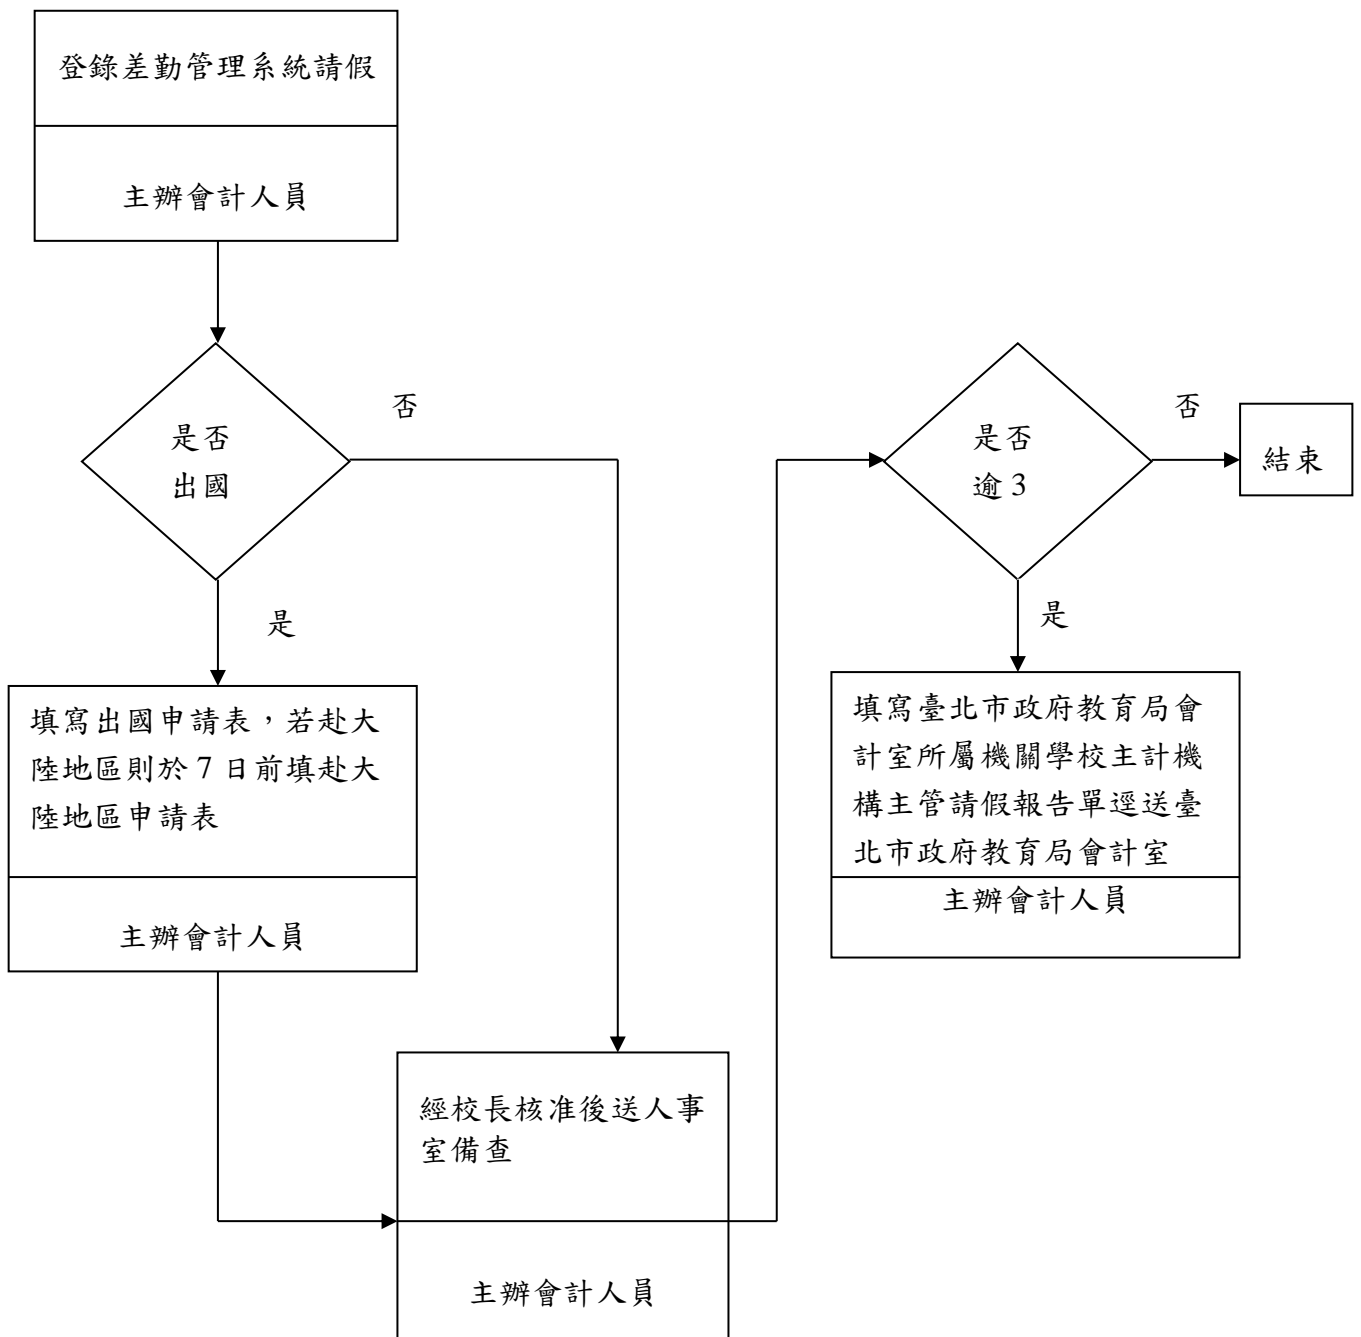 登錄差勤管理系統請假
主辦會計人員
是否
出國
否
是
填寫出國申請表，若赴大
陸地區則於7日前填赴大
陸地區申請表
主辦會計人員
經校長核准後送人事
室備查
主辦會計人員
是否
逾3
否
結束
是
填寫臺北市政府教育局會
計室所屬機關學校主計機
構主管請假報告單逕送臺
北市政府教育局會計室
主辦會計人員